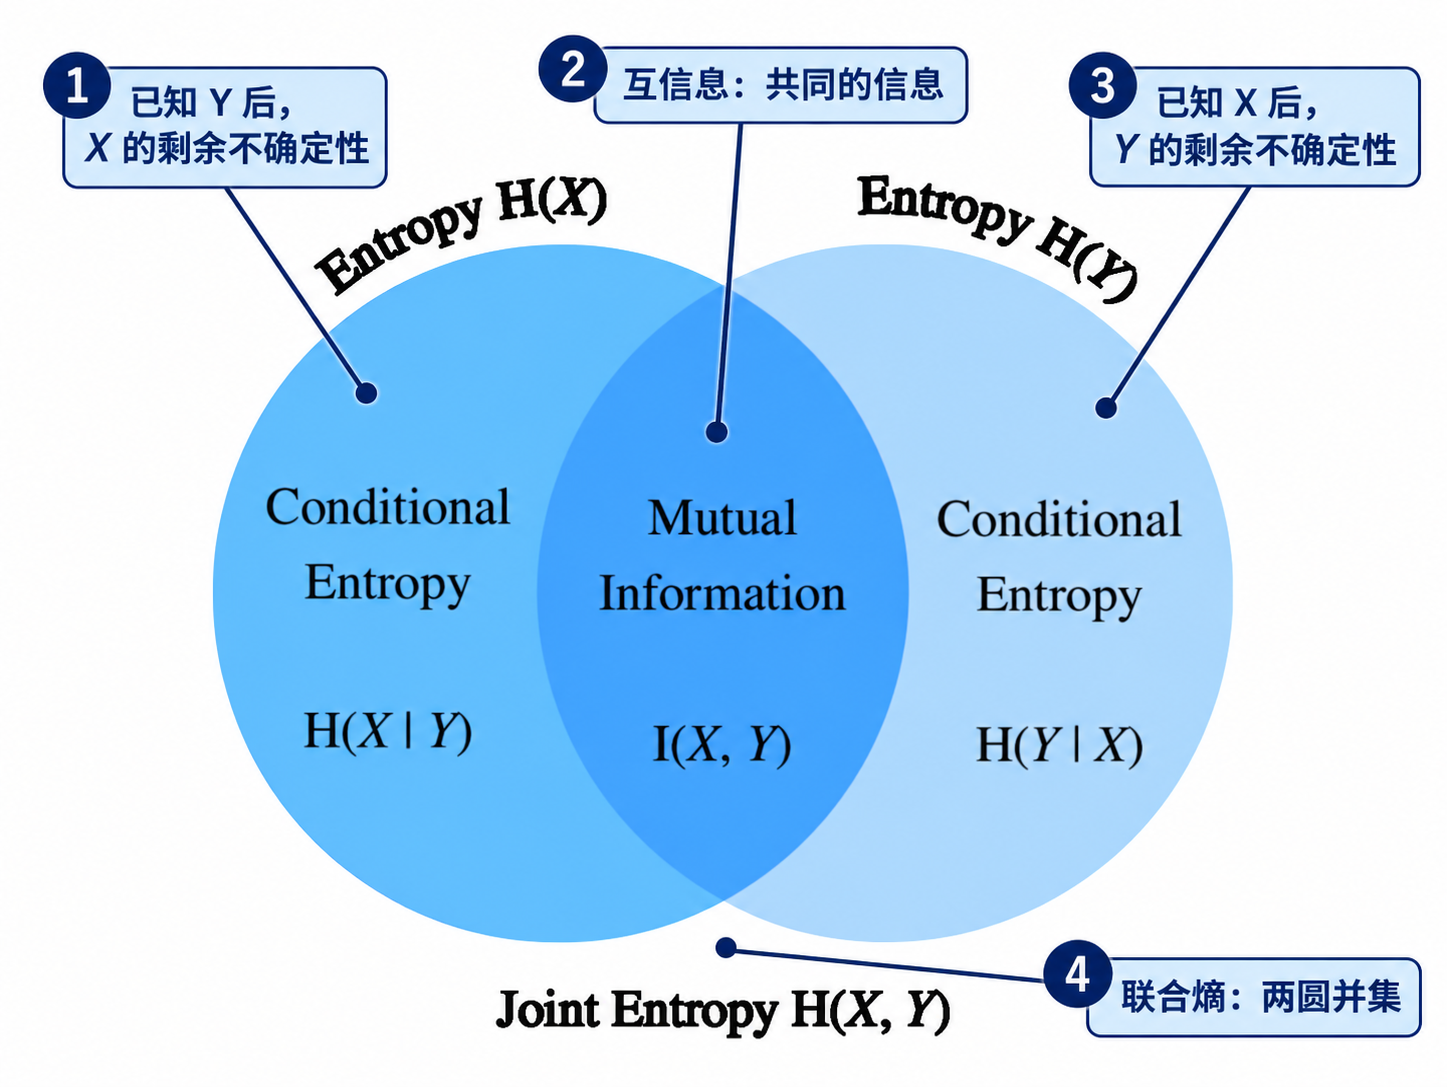 1
已知 Y 后，
X 的剩余不确定性
2
互信息：共同的信息
3
已知 X 后，
Y 的剩余不确定性
Entropy H(X)
Entropy H(Y)
Conditional
Entropy
H(X | Y)
Mutual
Information
I(X, Y)
Conditional
Entropy
H(Y | X)
4
联合熵：两圆并集
Joint Entropy H(X, Y)